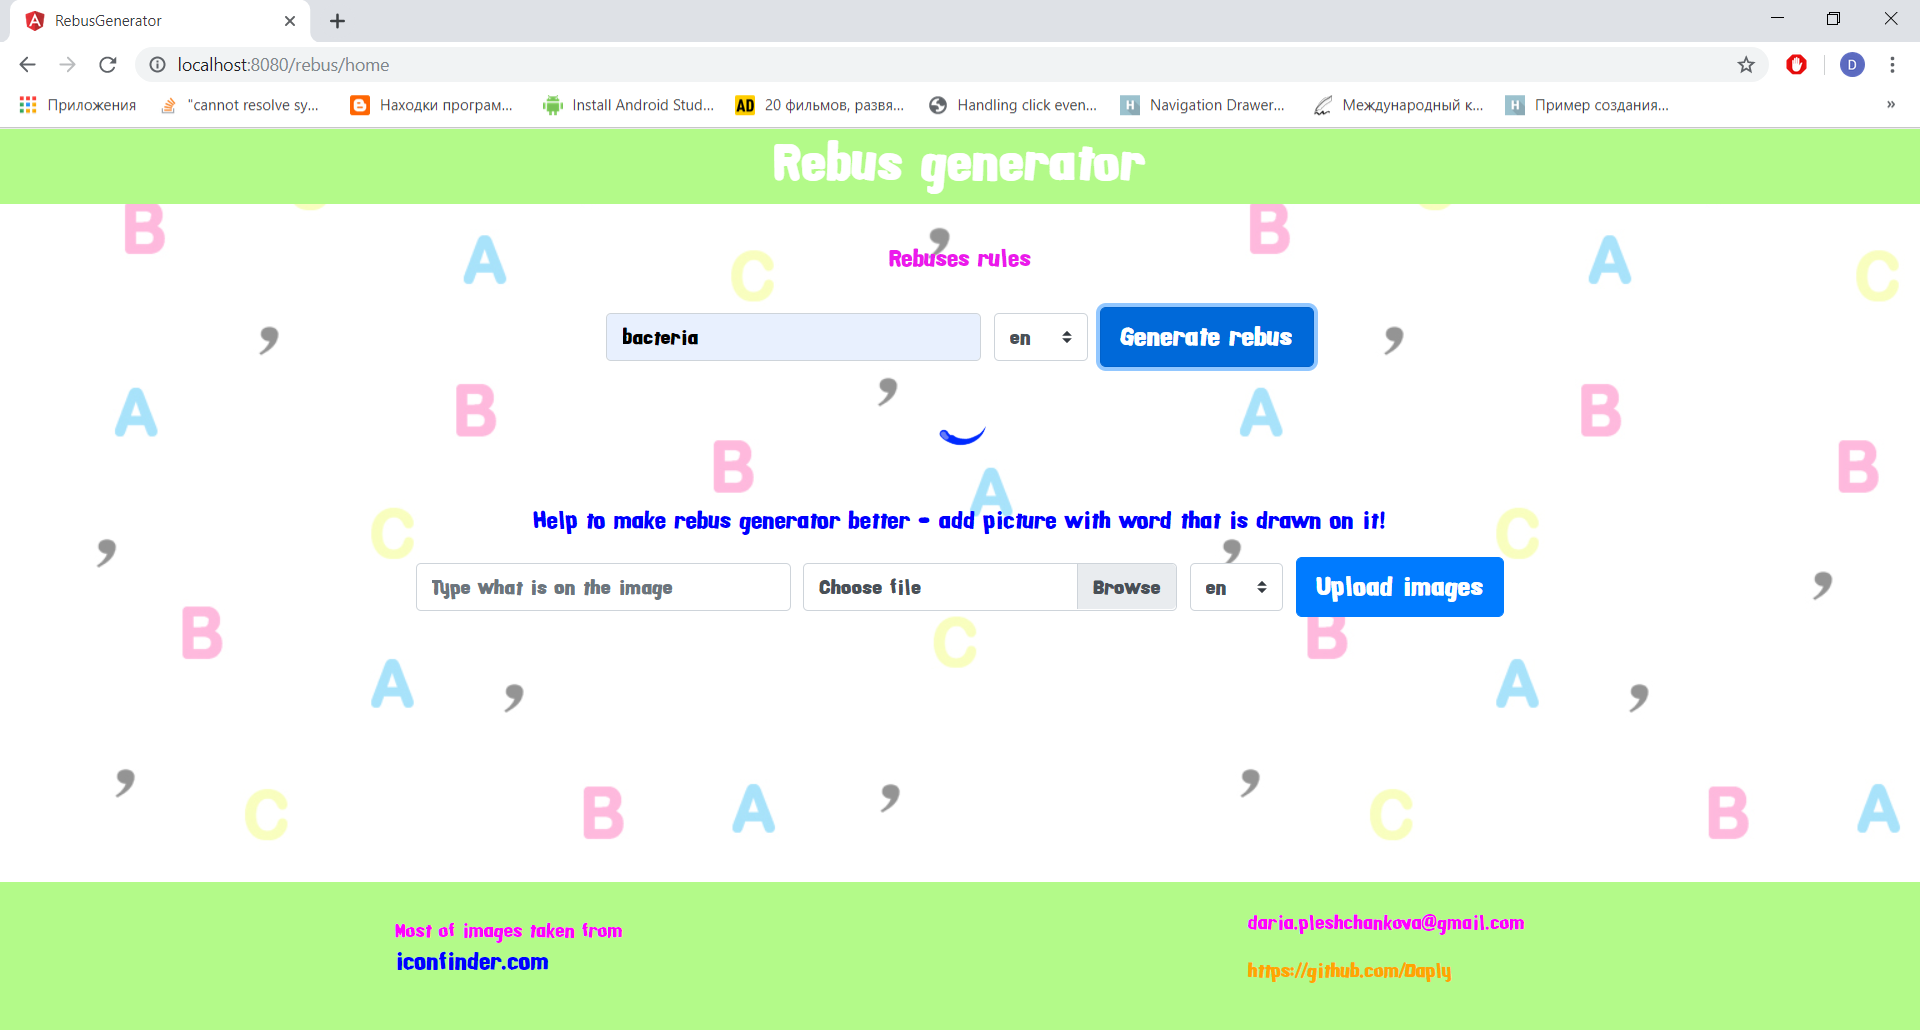 RebusGenerator
localhost:8080/rebus/home
D
Приложения "cannot resolve sy... Находки програм... Install Android Stud... AD 20 фильмов, развя... Handling click even... H Navigation Drawer... Международный к... H Пример создания... »
Rebus generator
B C B C
A C , A C
Rebuses rules
bacteria en Generate rebus
, ,
,
A B A B
B B
A
C C
Help to make rebus generator better - add picture with word that is drawn on it!
, ,
Type what is on the image Choose file Browse en Upload images
,
B C B
A , A ,
, ,
C B A , C B A
Most of images taken from
iconfinder.com
daria.pleshchankova@gmail.com
https://github.com/Daply